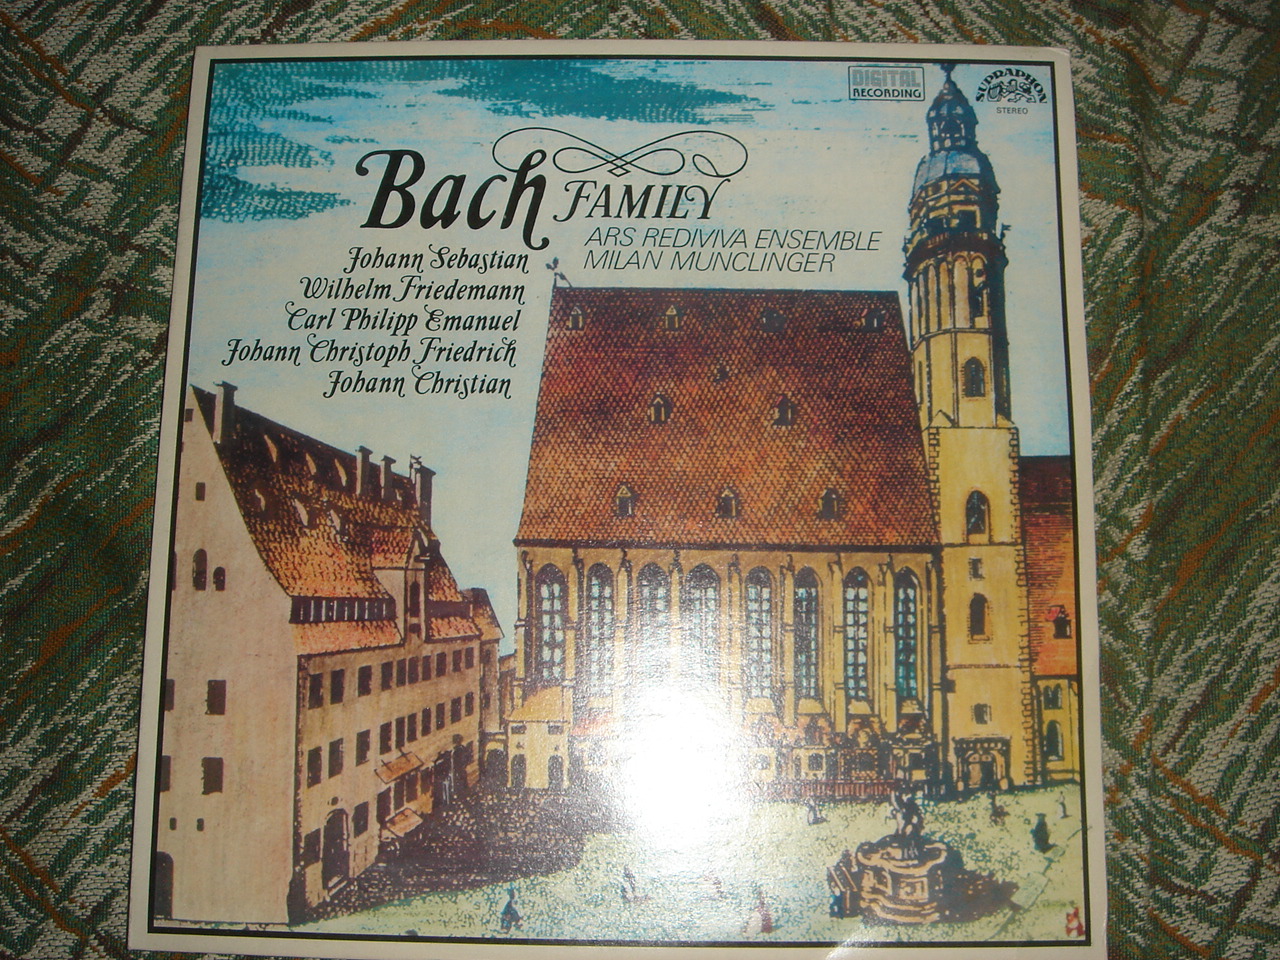 DIGITAL
RECORDING
SUPRAPHON
STEREO
Bach FAMILY
ARS REDIVIVA ENSEMBLE
MILAN MUNCLINGER
Johann Sebastian
Wilhelm Friedemann
Carl Philipp Emanuel
Johann Christoph Friedrich
Johann Christian